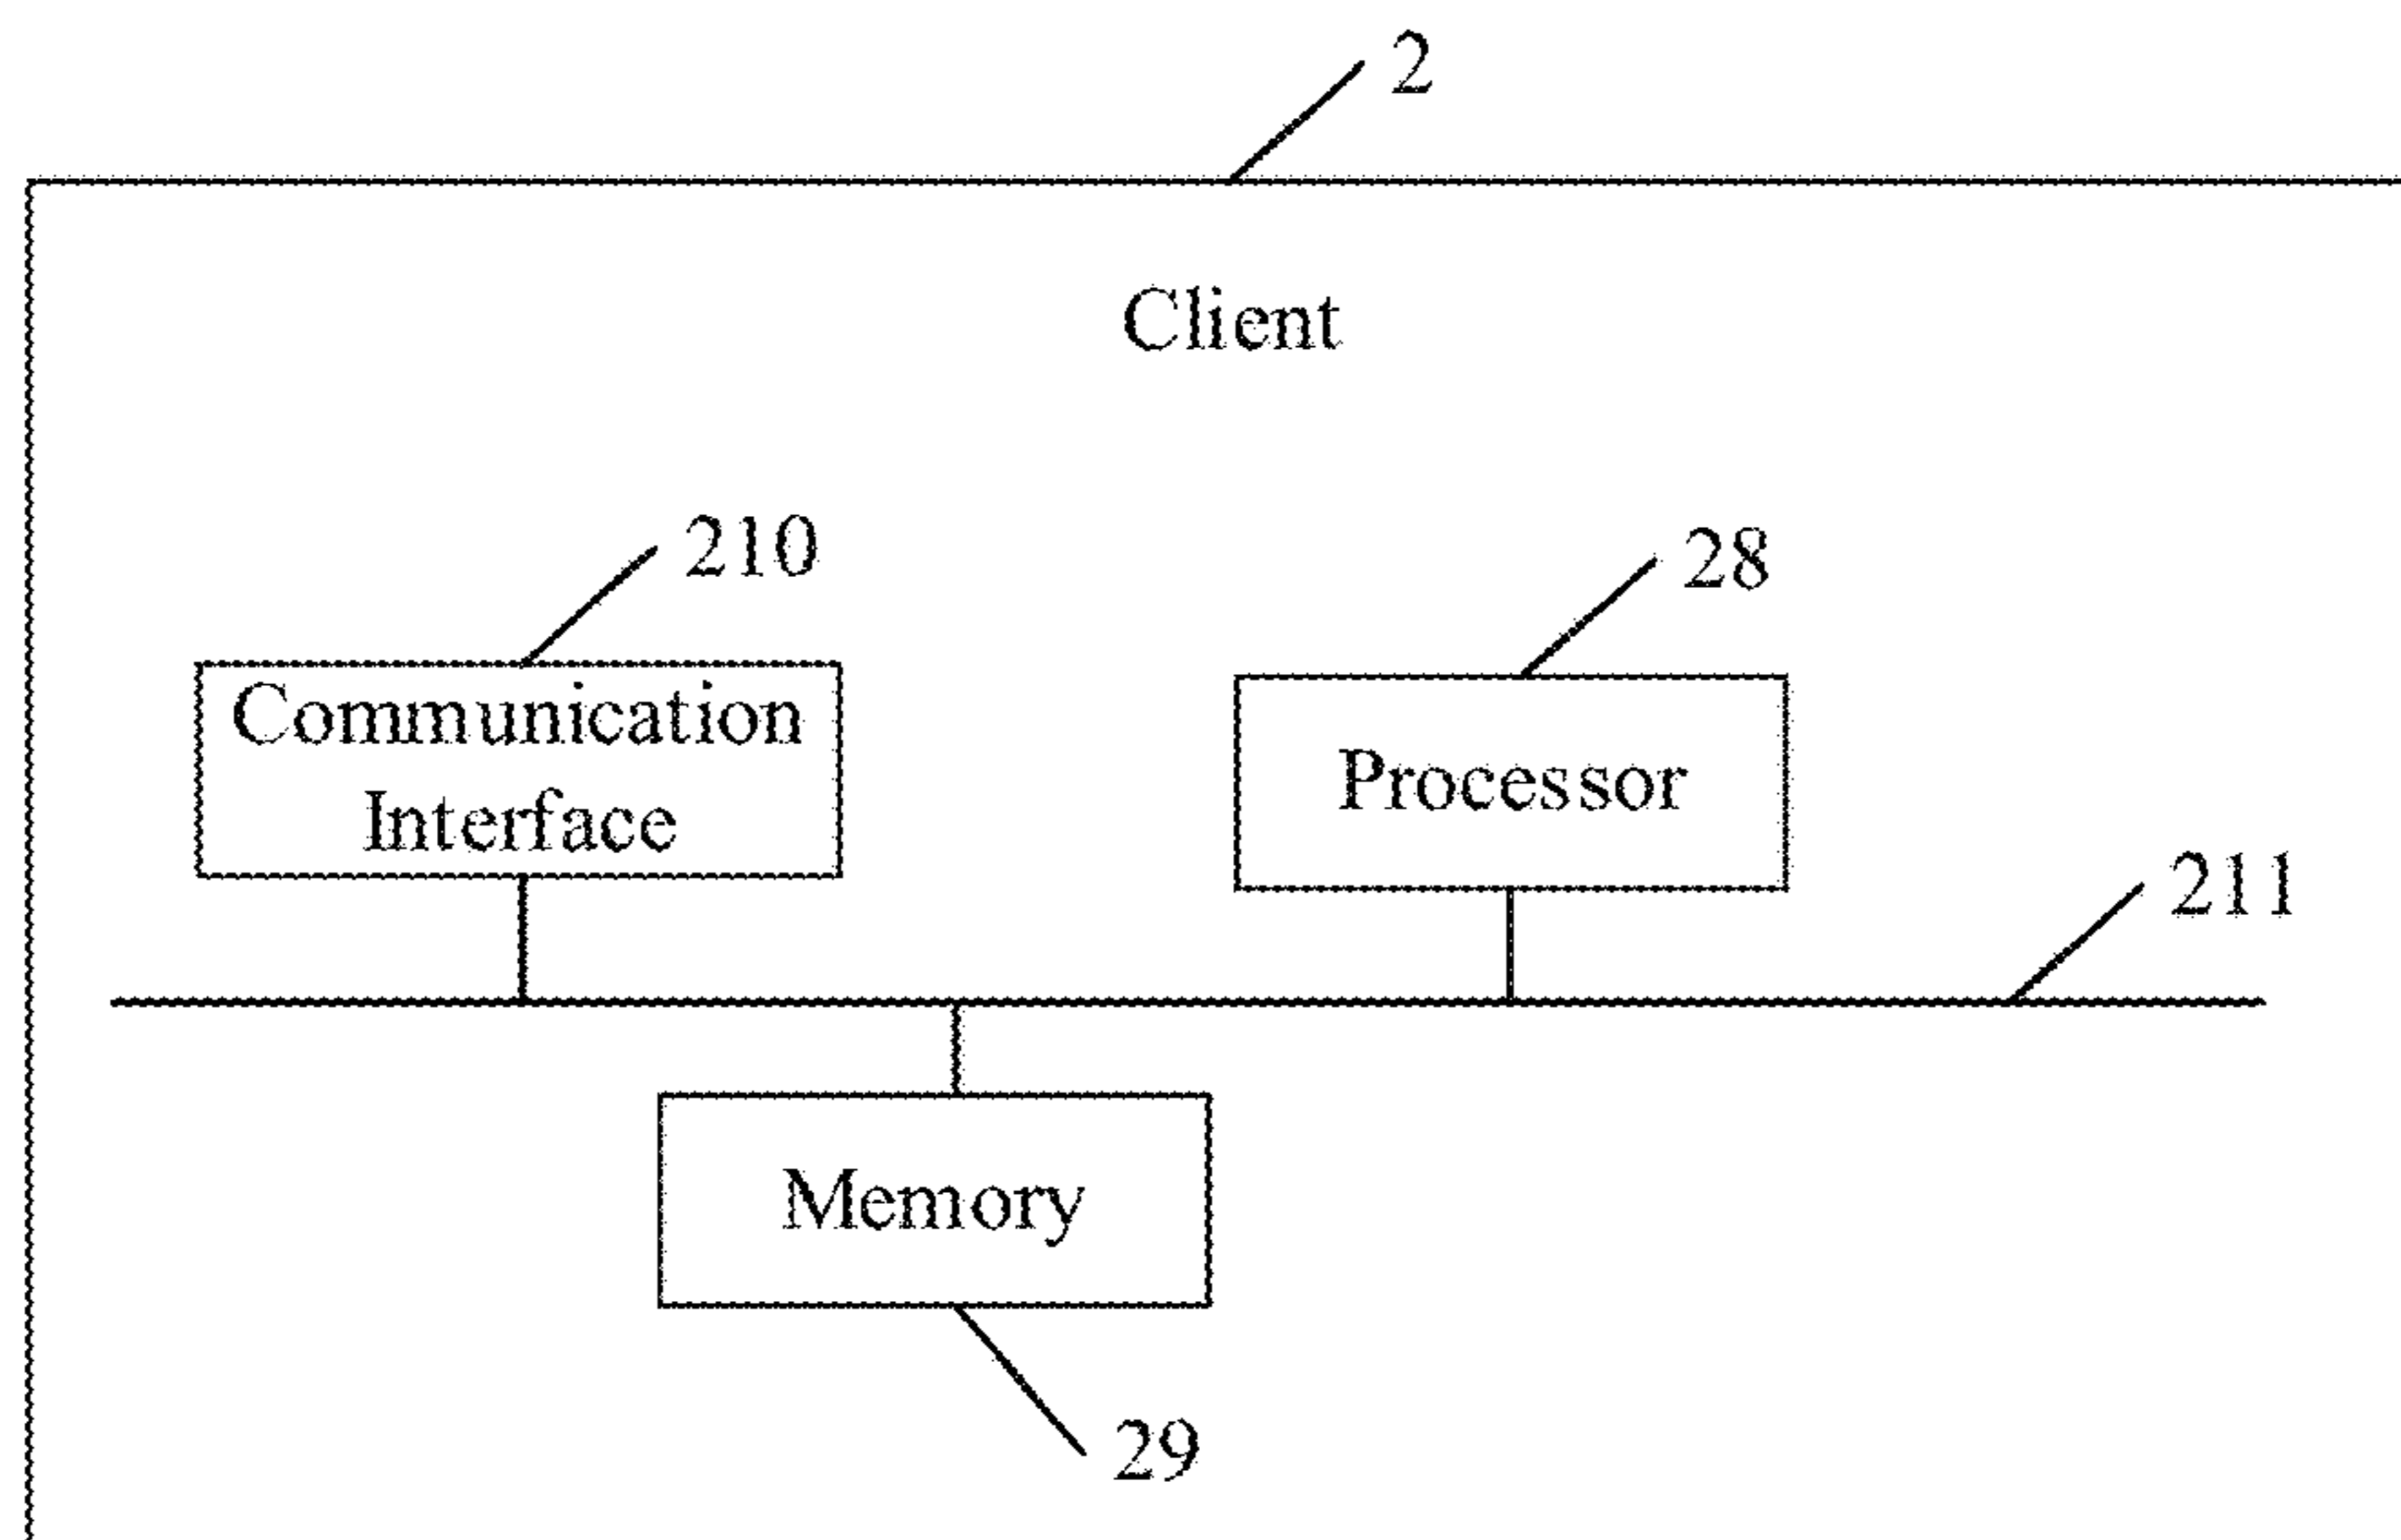 2
Client
210
28
Communication
Interface
Processor
211
Memory
29